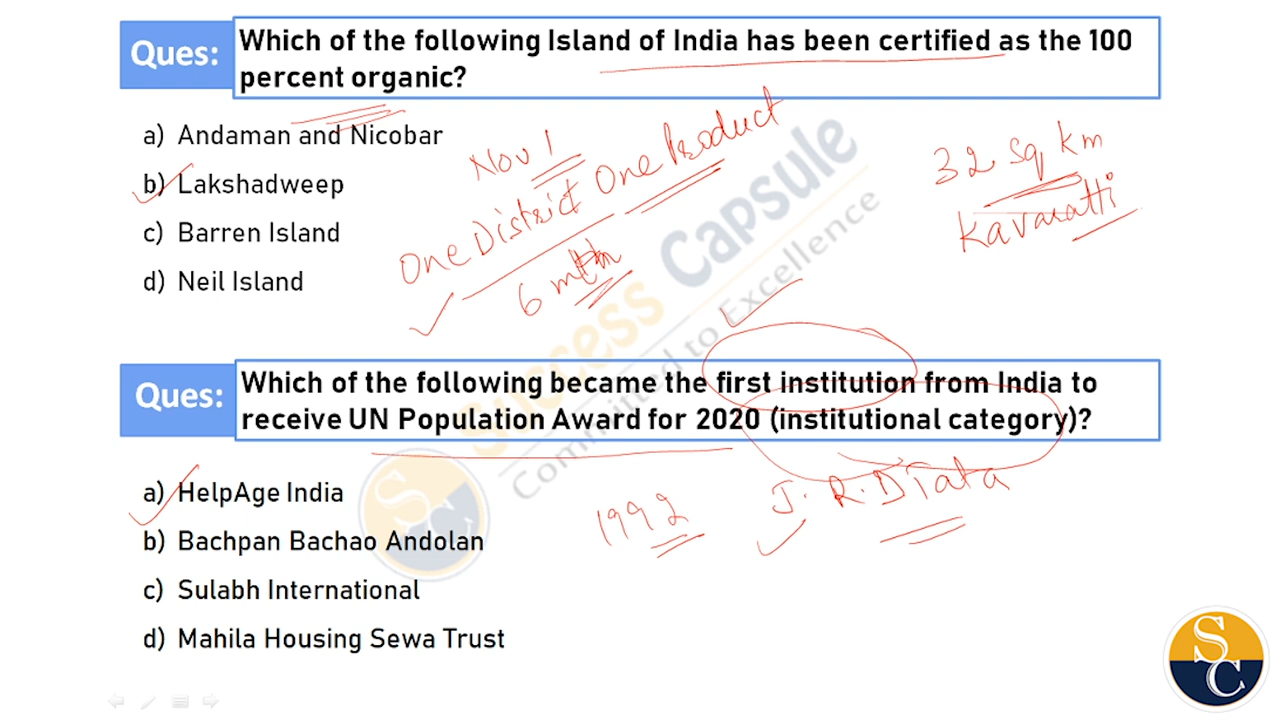 Ques: Which of the following Island of India has been certified as the 100
percent organic?
a) Andaman and Nicobar
b) Lakshadweep
c) Barren Island
d) Neil Island
Nov 1
One District One Product
6 mth
32 sq km
Kavaratti
Success Capsule
Committed to Excellence
Ques: Which of the following became the first institution from India to
receive UN Population Award for 2020 (institutional category)?
a) HelpAge India
b) Bachpan Bachao Andolan
c) Sulabh International
d) Mahila Housing Sewa Trust
1992
J. R. D Tata
SC